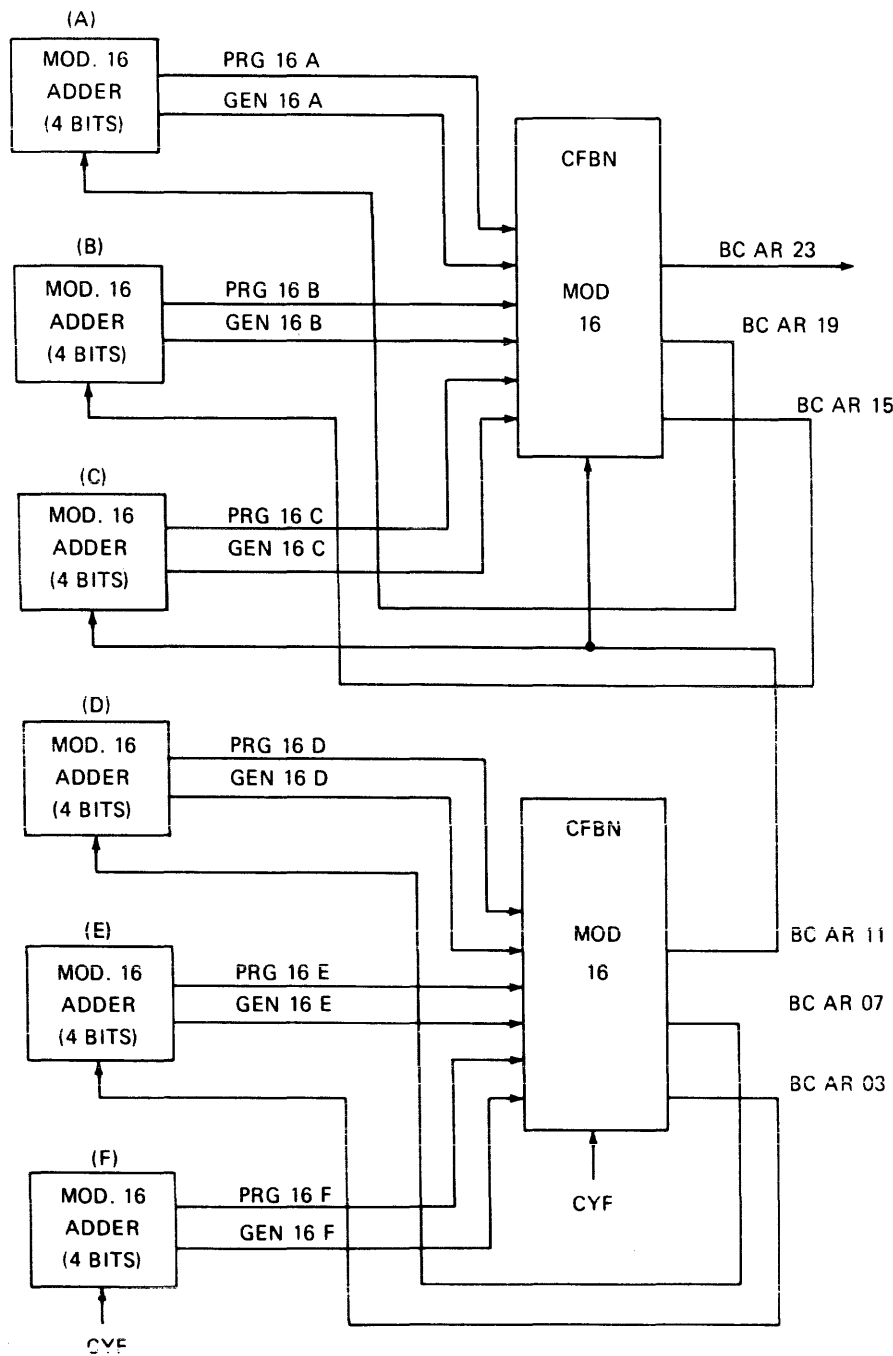 (A)
MOD. 16
ADDER
(4 BITS)
PRG 16 A
GEN 16 A
CFBN
MOD
16
BC AR 23
BC AR 19
BC AR 15
(B)
MOD. 16
ADDER
(4 BITS)
PRG 16 B
GEN 16 B
(C)
MOD. 16
ADDER
(4 BITS)
PRG 16 C
GEN 16 C
(D)
MOD. 16
ADDER
(4 BITS)
PRG 16 D
GEN 16 D
CFBN
MOD
16
BC AR 11
BC AR 07
BC AR 03
CYF
(E)
MOD. 16
ADDER
(4 BITS)
PRG 16 E
GEN 16 E
(F)
MOD. 16
ADDER
(4 BITS)
PRG 16 F
GEN 16 F
CYF